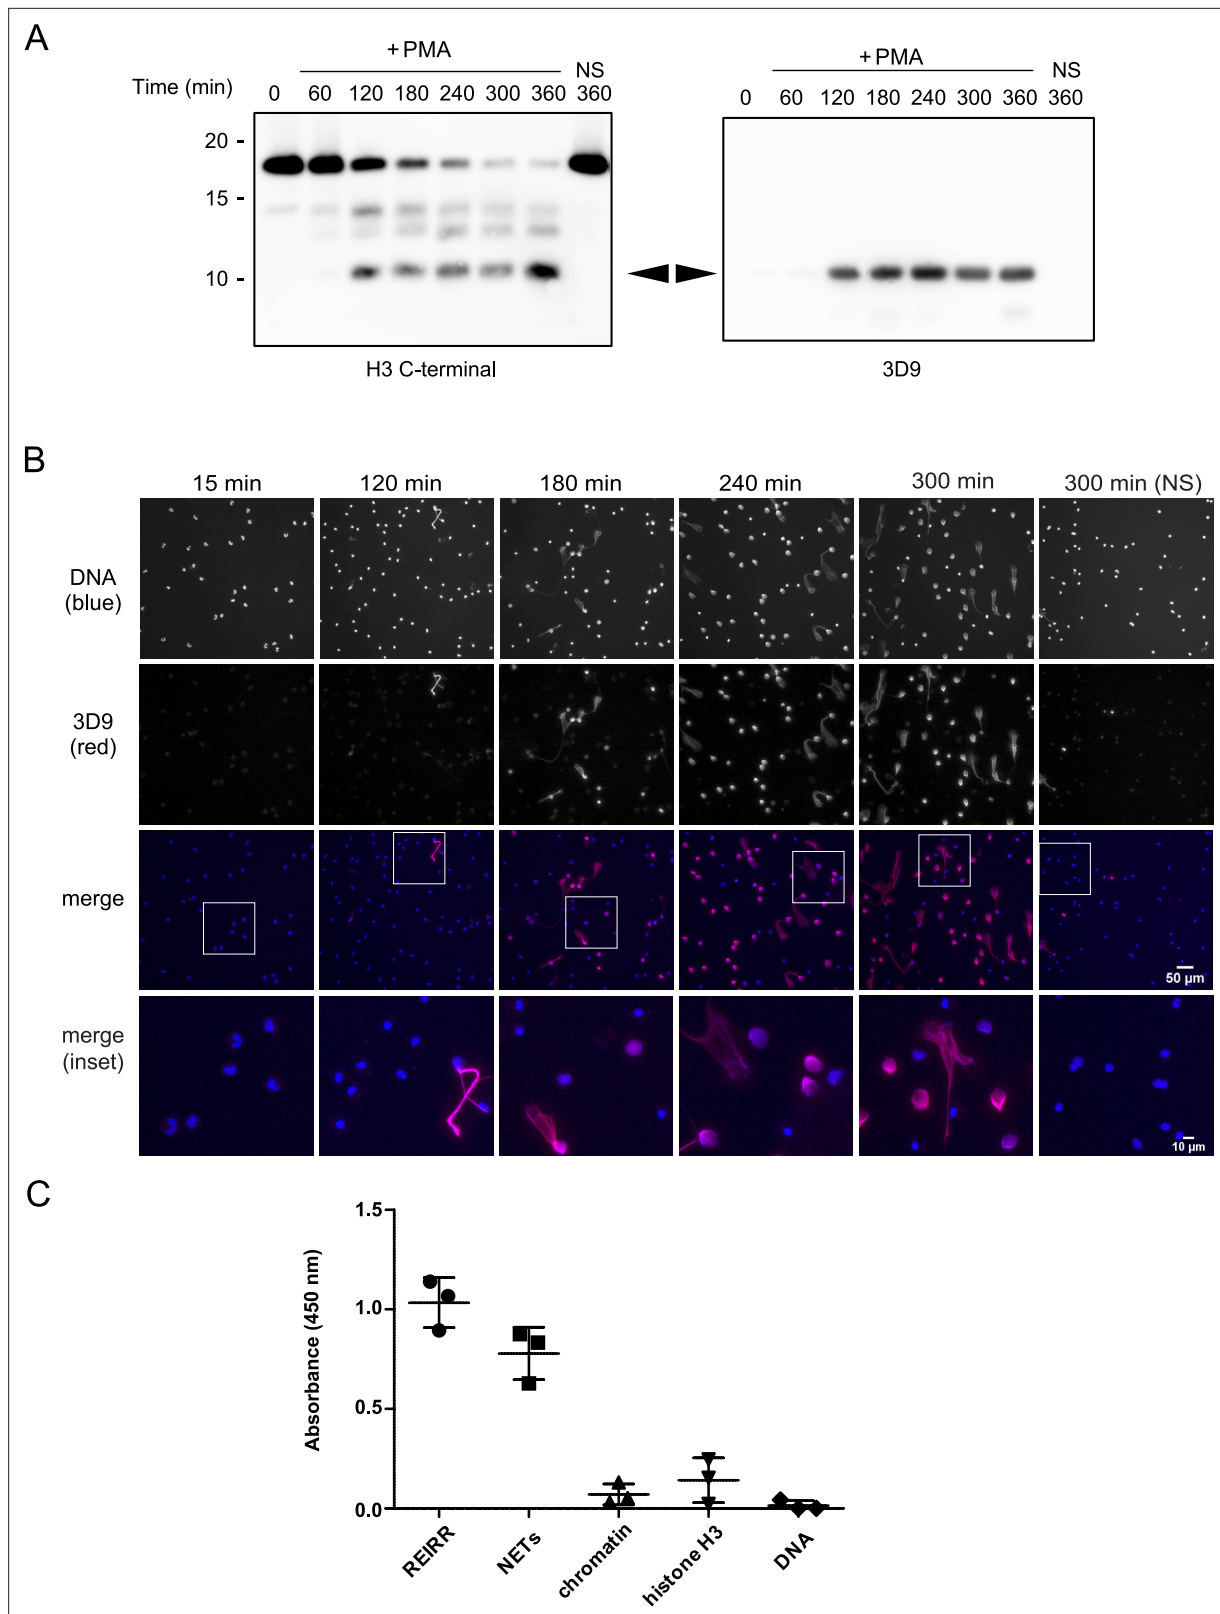 A
+PMA
NS
Time (min)
0 60 120 180 240 300 360 360
20 -
15 -
10 -
H3 C-terminal
+PMA
NS
0 60 120 180 240 300 360 360
3D9
B
15 min 120 min 180 min 240 min 300 min 300 min (NS)
DNA
(blue)
3D9
(red)
merge
50 µm
merge
(inset)
10 µm
C
Absorbance (450 nm)
1.5
1.0
0.5
0.0
REIRR
NETs
chromatin
histone H3
DNA